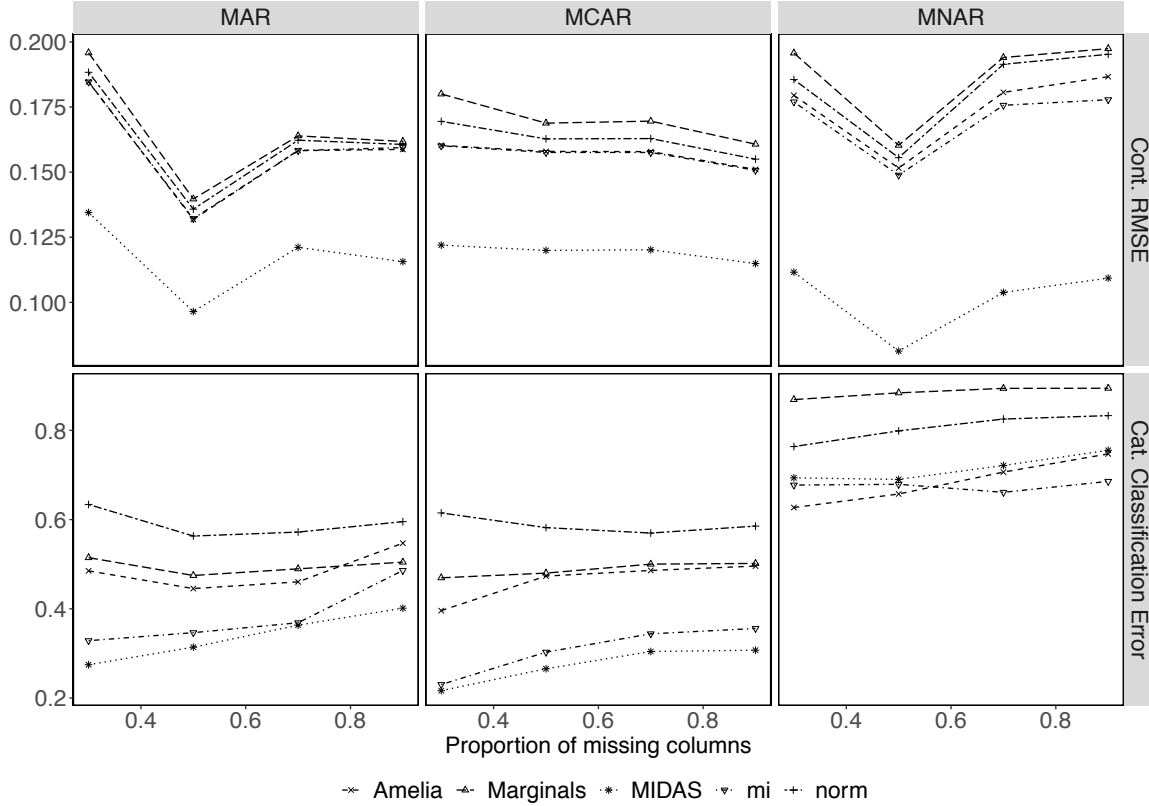 MAR MCAR MNAR
0.200
0.175
0.150
0.125
0.100
Cont. RMSE
0.8
0.6
0.4
0.2
Cat. Classification Error
0.4 0.6 0.8 0.4 0.6 0.8 0.4 0.6 0.8
Proportion of missing columns
Amelia Marginals MIDAS mi norm